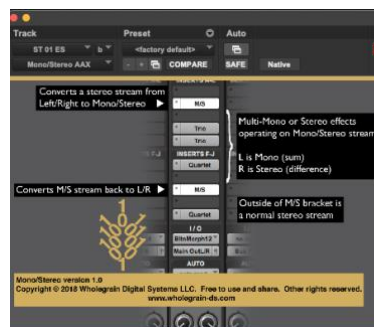 Track
Preset
Auto
ST 01 ES
b
<factory default>
Mono/Stereo AAX
- +
COMPARE
SAFE
Native
INSERTS A-E
Converts a stereo stream from
Left/Right to Mono/Stereo
M/S
Trim
Trim
Multi-Mono or Stereo effects
operating on Mono/Stereo stream
L is Mono (sum)
R is Stereo (difference)
INSERTS F-J
Quartet
Converts M/S stream back to L/R
M/S
Quartet
Outside of M/S bracket is
a normal stereo stream
I/O
Main OutL/R
AUTO
Mono/Stereo version 1.0
Copyright © 2018 Wholegrain Digital Systems LLC. Free to use and share. Other rights reserved.
www.wholegrain-ds.com